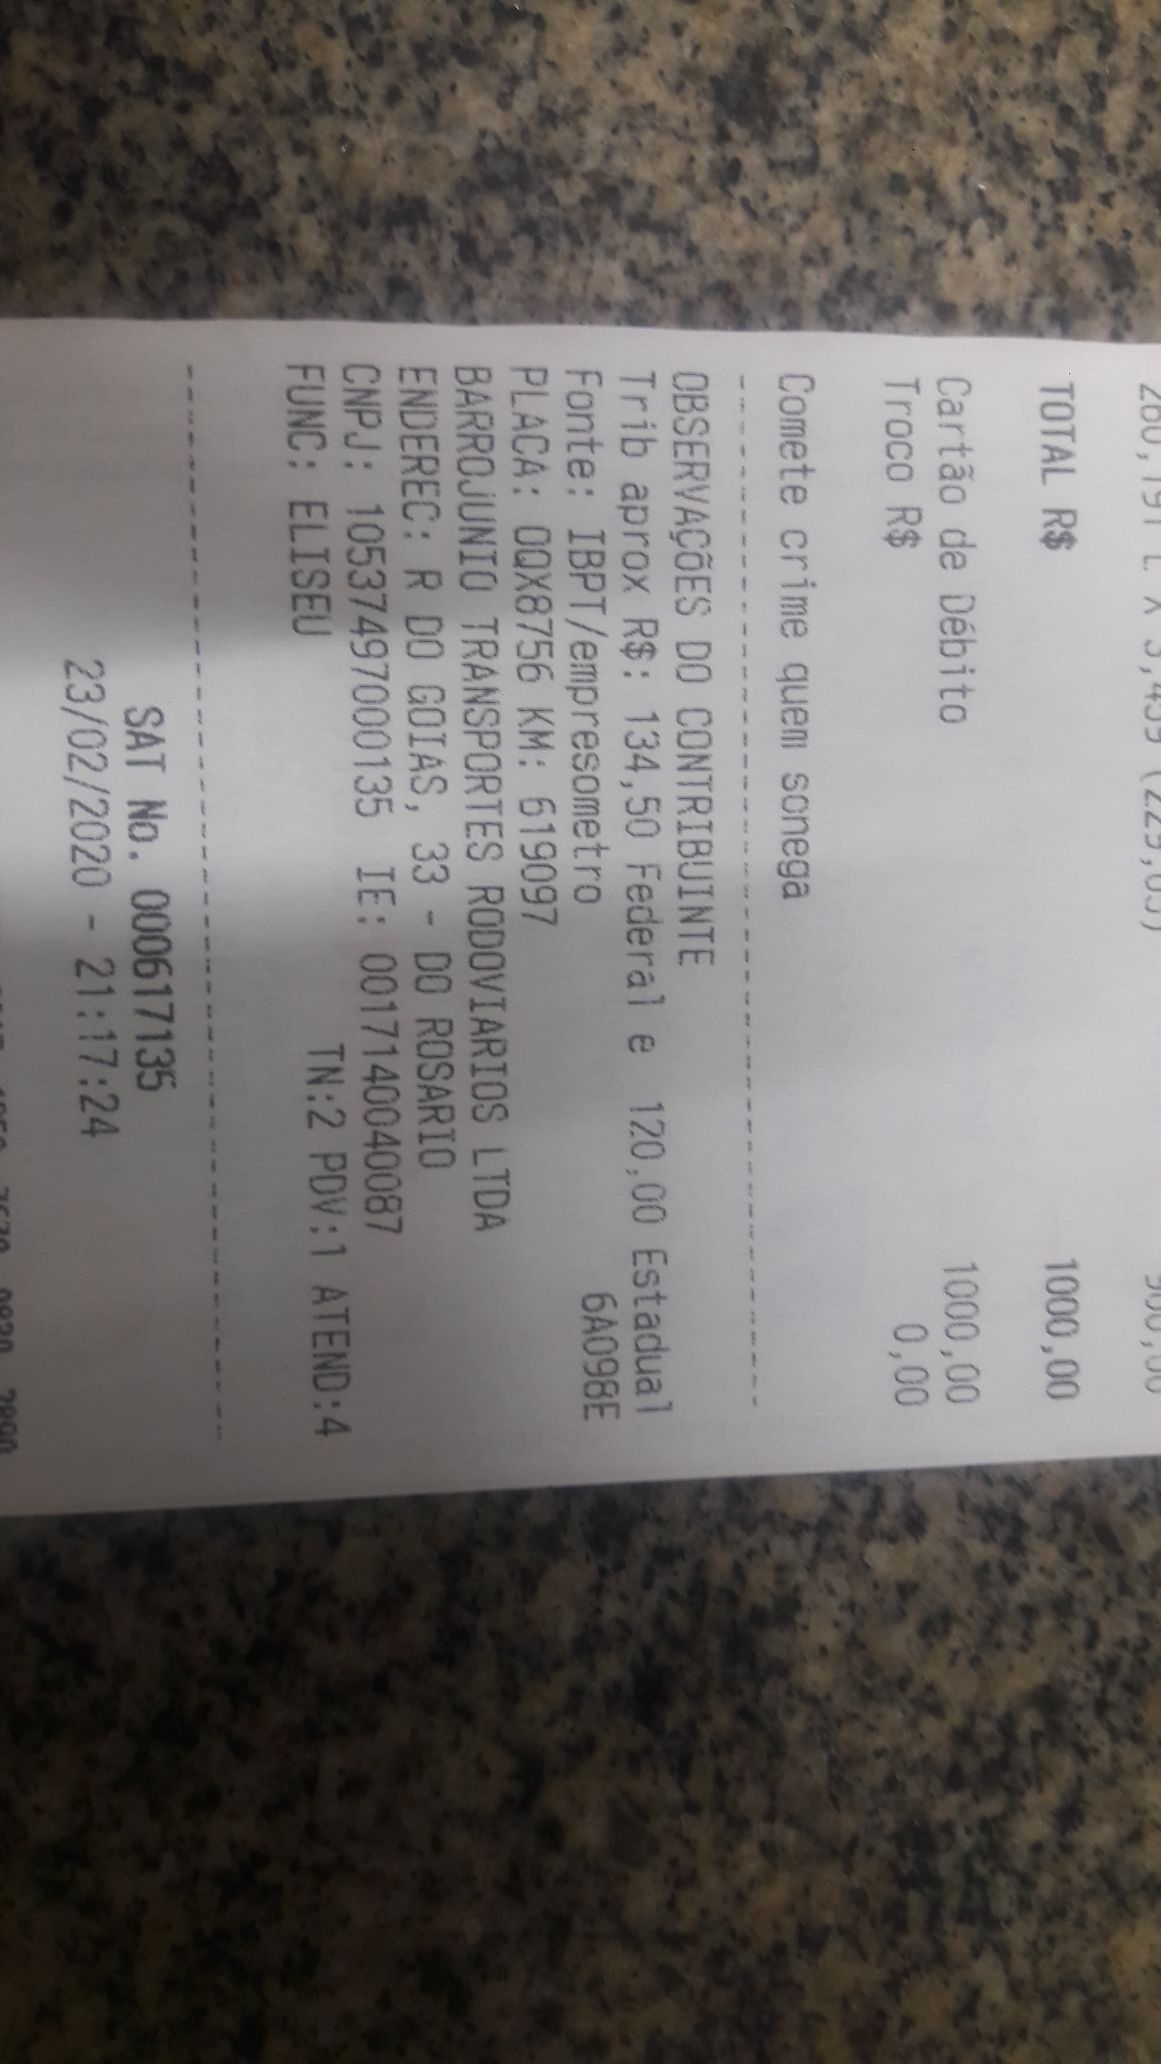 TOTAL R$ 1000,00
Cartão de Débito 1000,00
Troco R$ 0,00
Comete crime quem sonega
OBSERVAÇÕES DO CONTRIBUINTE
Trib aprox R$: 134,50 Federal e 120,00 Estadual
Fonte: IBPT/empresometro 6A098E
PLACA: OQX8756 KM: 619097
BARROJUNIO TRANSPORTES RODOVIARIOS LTDA
ENDEREC: R DO GOIAS, 33 - DO ROSARIO
CNPJ: 10537497000135 IE: 0017140040087
TN:2 PDV:1 ATEND:4
FUNC: ELISEU
SAT No. 000617135
23/02/2020 - 21:17:24